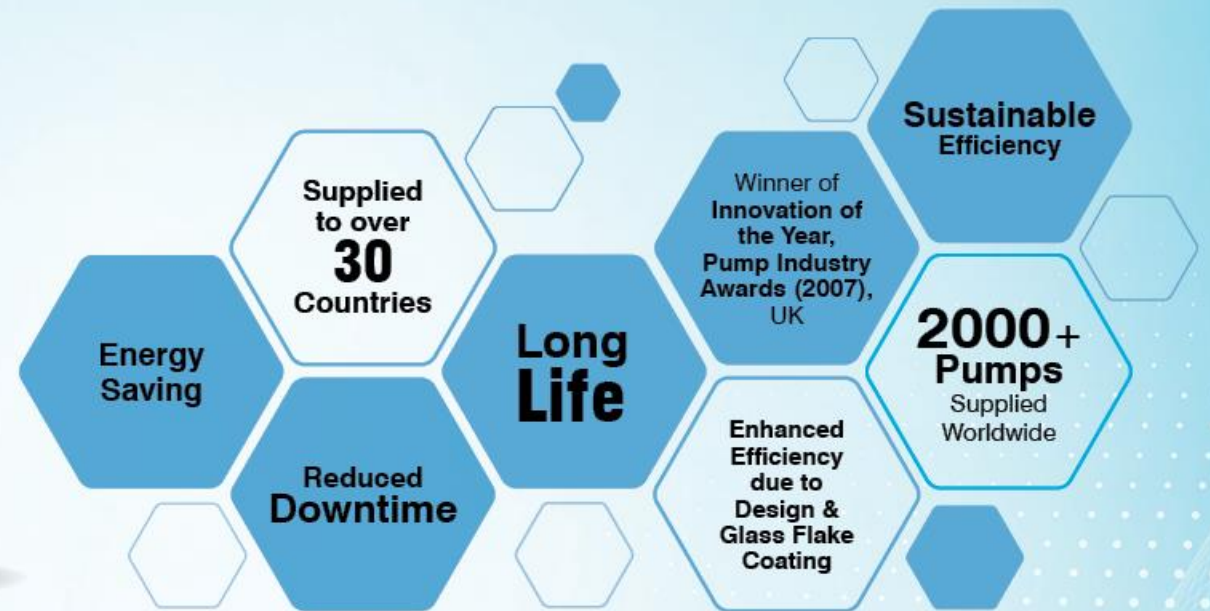 Energy
Saving
Supplied
to over
30
Countries
Reduced
Downtime
Long
Life
Winner of
Innovation of
the Year,
Pump Industry
Awards (2007),
UK
Enhanced
Efficiency
due to
Design &
Glass Flake
Coating
Sustainable
Efficiency
2000+
Pumps
Supplied
Worldwide